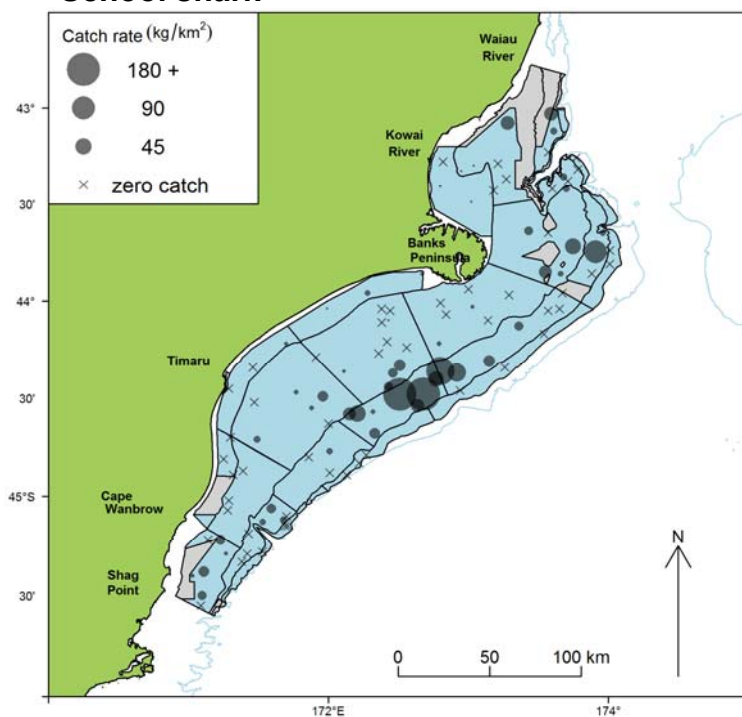 School shark
Catch rate (kg/km²)
180 +
90
45
× zero catch
Waiau
River
43°
Kowai
River
30'
Banks
Peninsula
44°
Timaru
30'
45°S
Cape
Wanbrow
N
Shag
Point
30'
0 50 100 km
172°E 174°